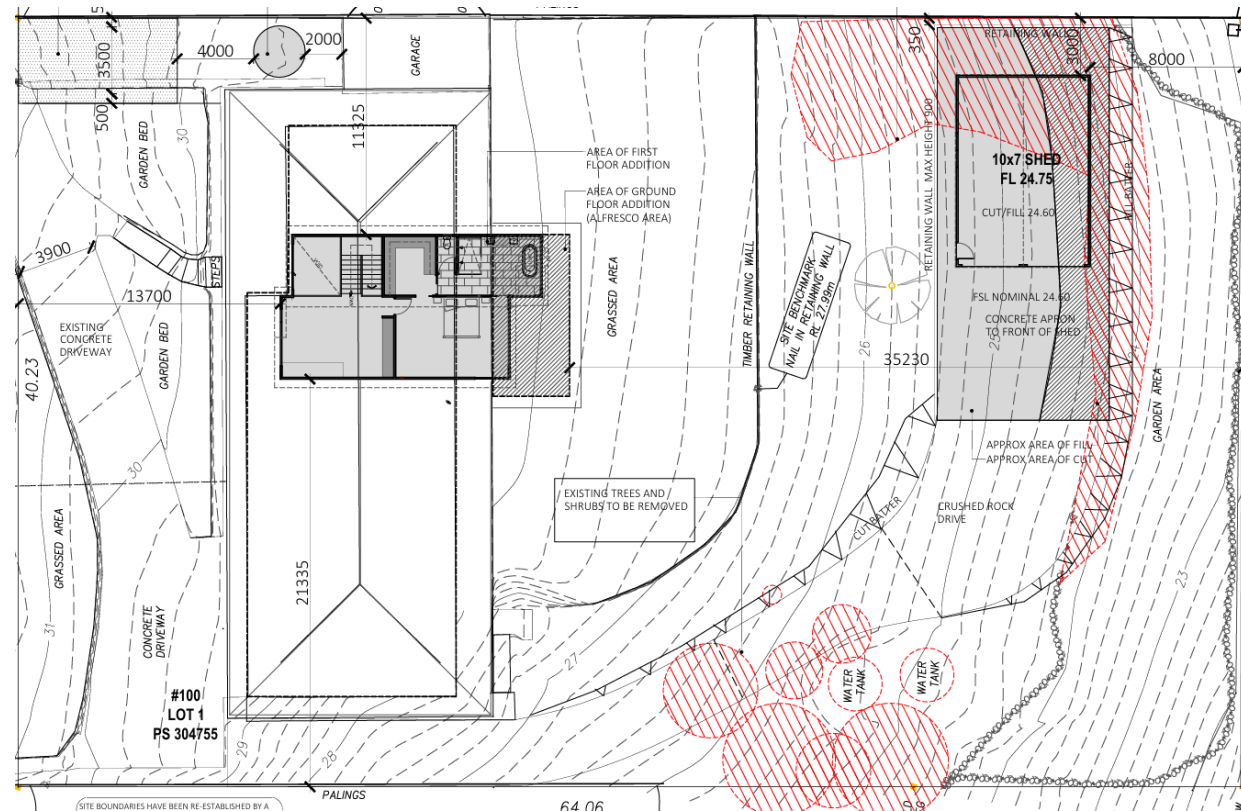 PALINGS
4000
2000
3500
500
GARAGE
11325
GARDEN BED
30
AREA OF FIRST
FLOOR ADDITION
AREA OF GROUND
FLOOR ADDITION
(ALFRESCO AREA)
350
RETAINING WALL
3000
8000
RETAINING WALL MAX HEIGHT 900
10x7 SHED
FL 24.75
CUT/FILL 24.60
FILL BATTER
3900
STEPS
13700
EXISTING
CONCRETE
DRIVEWAY
GARDEN BED
40.23
GRASSED AREA
TIMBER RETAINING WALL
SITE BENCHMARK
NAIL IN RETAINING WALL
RL 27.99m
26
35230
FSL NOMINAL 24.60
CONCRETE APRON
TO FRONT OF SHED
25
24
GARDEN AREA
APPROX AREA OF FILL
APPROX AREA OF CUT
30
EXISTING TREES AND
SHRUBS TO BE REMOVED
CUT BATTER
CRUSHED ROCK
DRIVE
GRASSED AREA
31
21335
CONCRETE
DRIVEWAY
23
27
WATER
TANK
WATER
TANK
#100
LOT 1
PS 304755
29
28
PALINGS
64.06
SITE BOUNDARIES HAVE BEEN RE-ESTABLISHED BY A